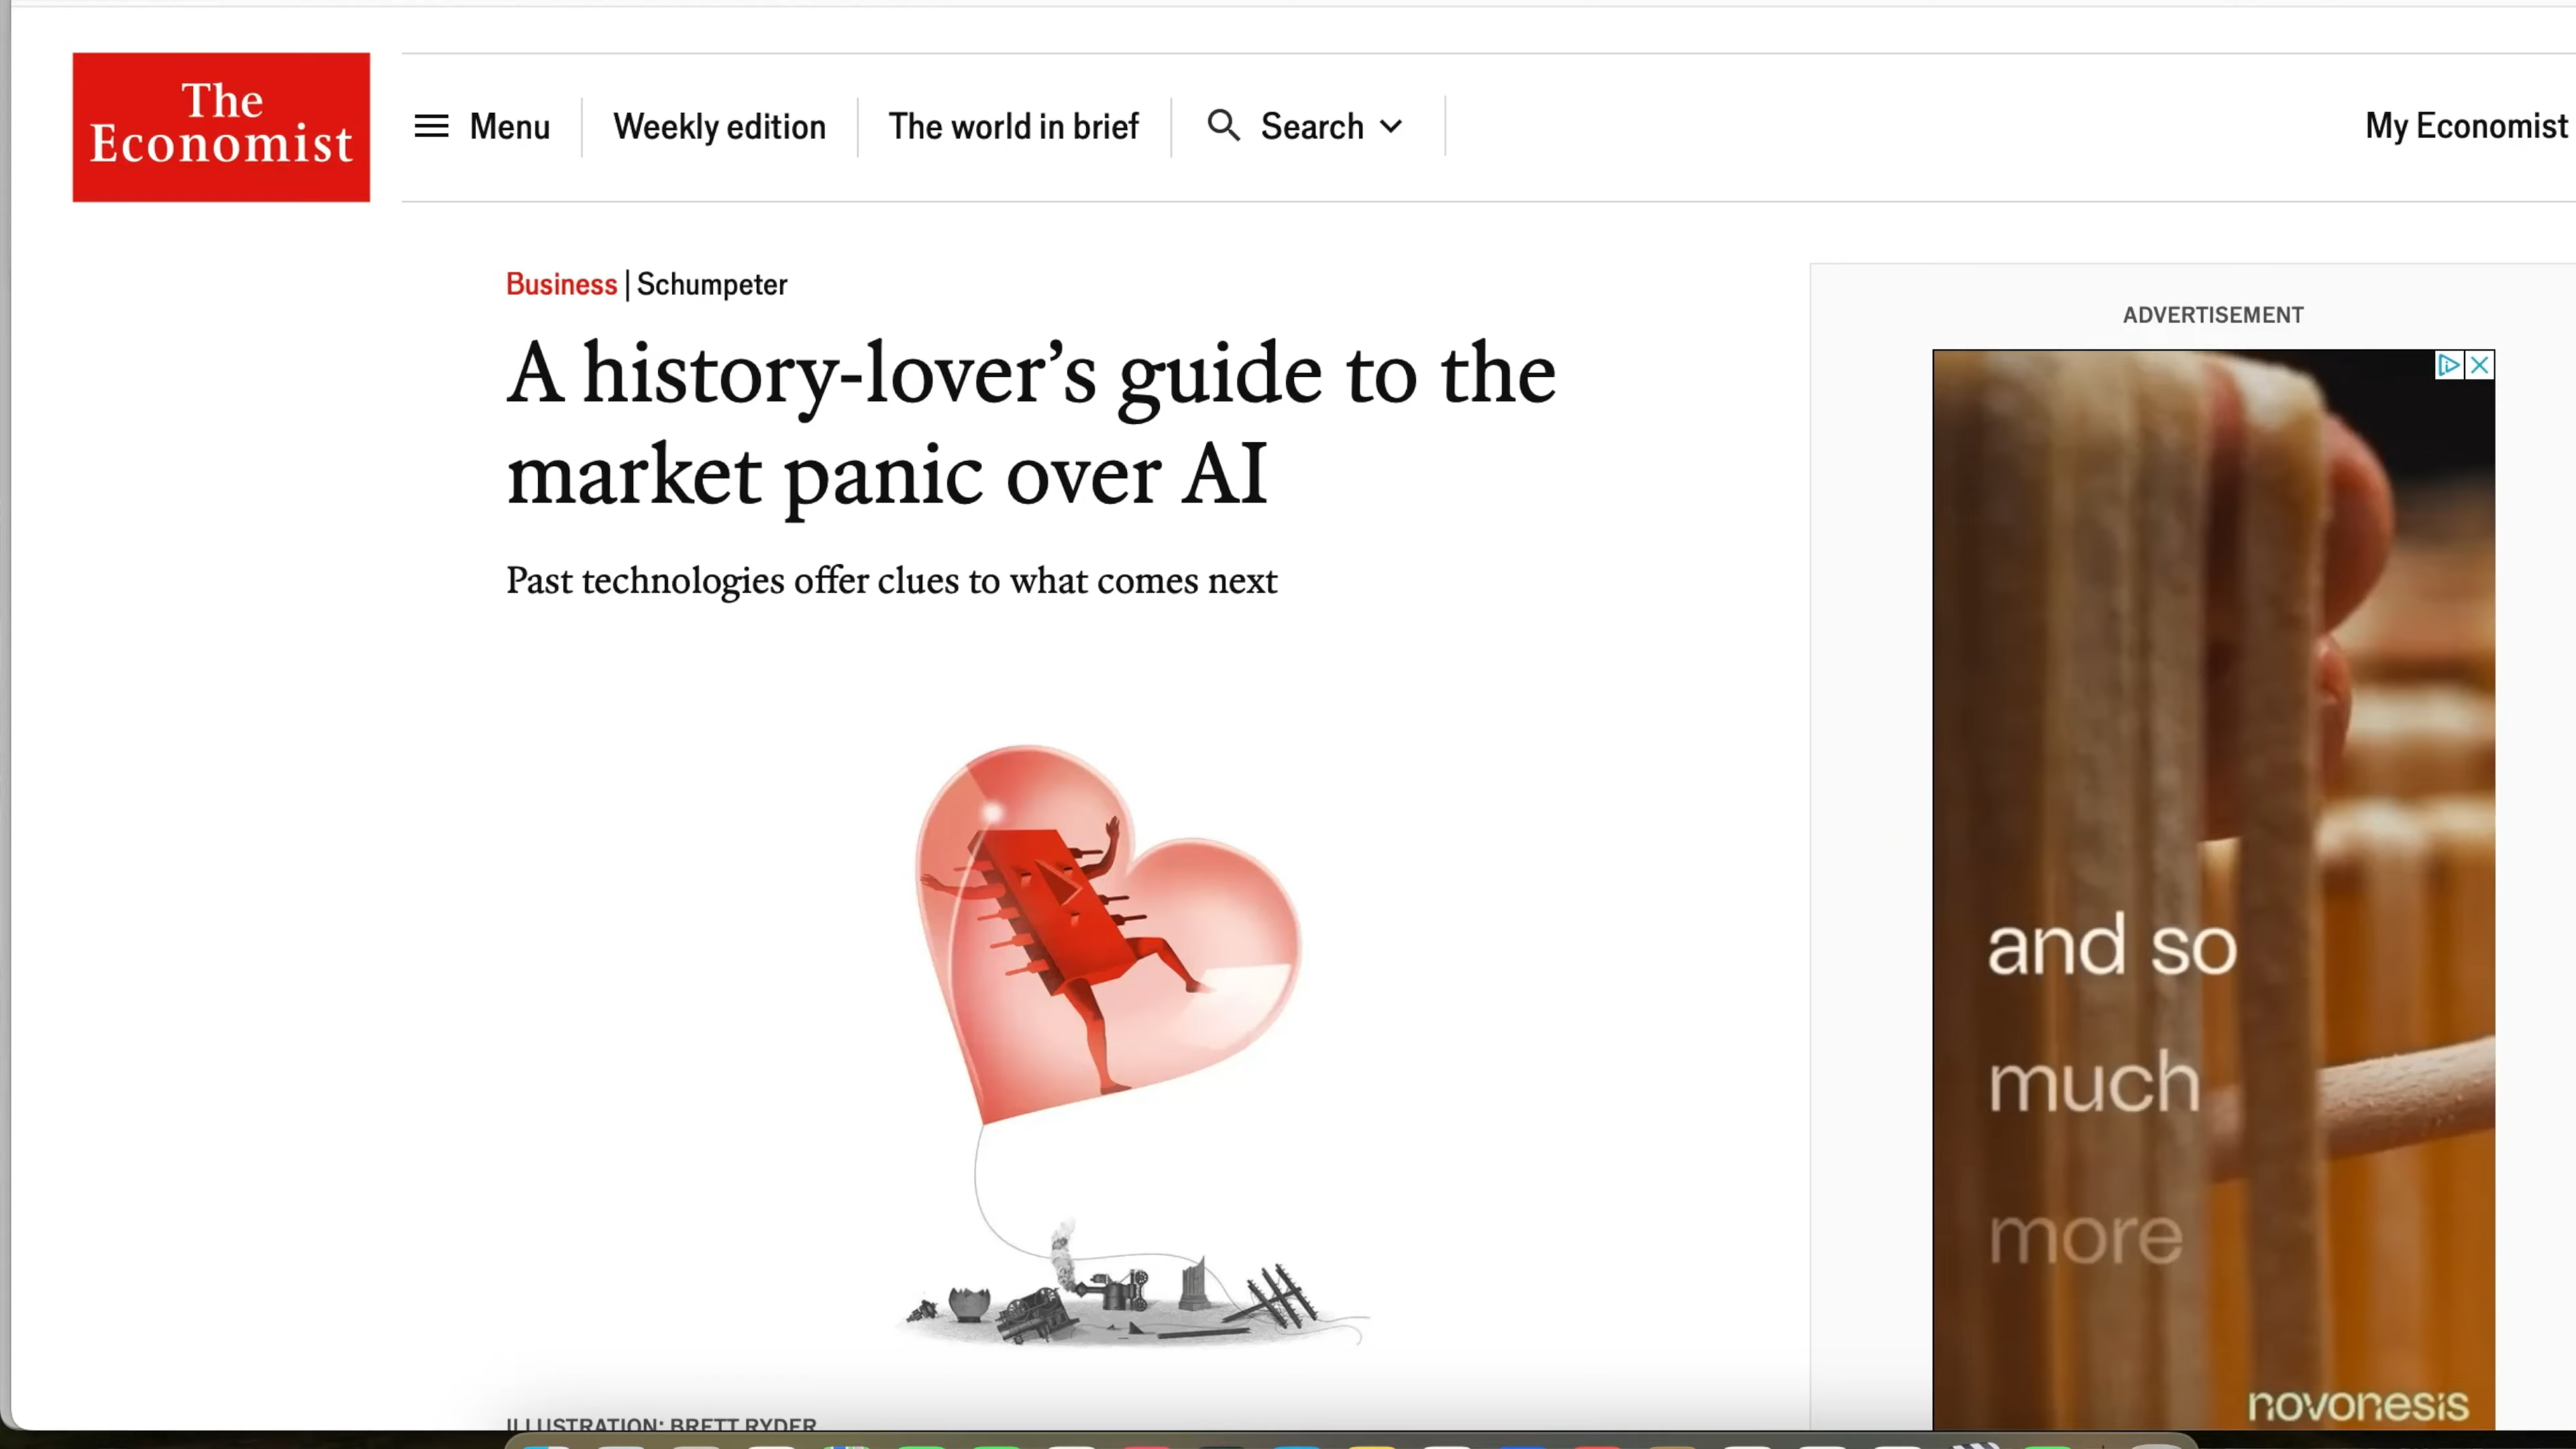 The
Economist
Menu
Weekly edition
The world in brief
Search
My Economist
Business | Schumpeter
A history-lover’s guide to the
market panic over AI
Past technologies offer clues to what comes next
ILLUSTRATION: BRETT RYDER
ADVERTISEMENT
and so
much
more
novonesis